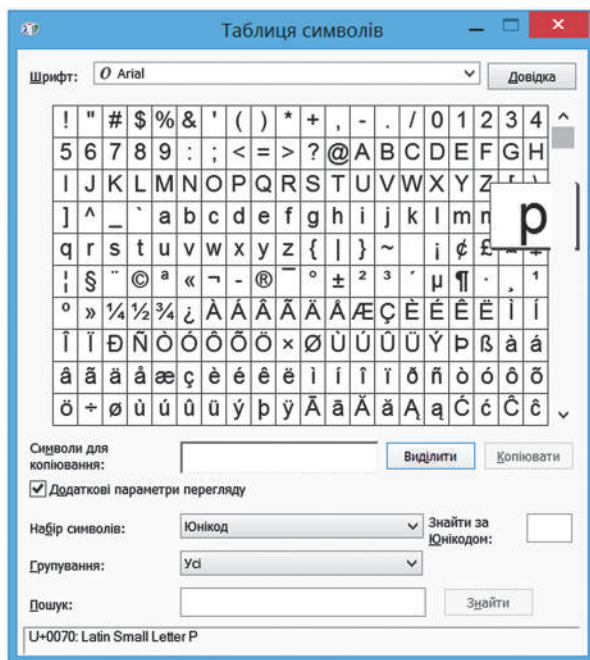 Таблиця символів
Шрифт: O Arial Довідка
! " # $ % & ' ( ) * + , - . / 0 1 2 3 4
5 6 7 8 9 : ; < = > ? @ A B C D E F G H
I J K L M N O P Q R S T U V W X Y Z
] ^ _ ` a b c d e f g h i j k l m n p
q r s t u v w x y z { | } ~ ¡ ¢ £
¦ § ¨ © ª « ¬ - ® ¯ ° ± ² ³ ´ µ ¶ · ¸ ¹
º » ¼ ½ ¾ ¿ À Á Â Ã Ä Å Æ Ç È É Ê Ë Ì Í
Î Ï Ð Ñ Ò Ó Ô Õ Ö × Ø Ù Ú Û Ü Ý Þ ß à á
â ã ä å æ ç è é ê ë ì í î ï ð ñ ò ó ô õ
ö ÷ ø ù ú û ü ý þ ÿ Ā ā Ă ă Ą ą Ć ć Ĉ ĉ
Символи для
копіювання:
Виділити Копіювати
Додаткові параметри перегляду
Набір символів: Юнікод
Знайти за
Юнікодом:
Групування: Усі
Пошук: Знайти
U+0070: Latin Small Letter P